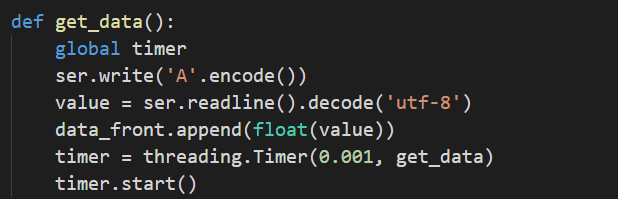 def get_data():
    global timer
    ser.write('A'.encode())
    value = ser.readline().decode('utf-8')
    data_front.append(float(value))
    timer = threading.Timer(0.001, get_data)
    timer.start()